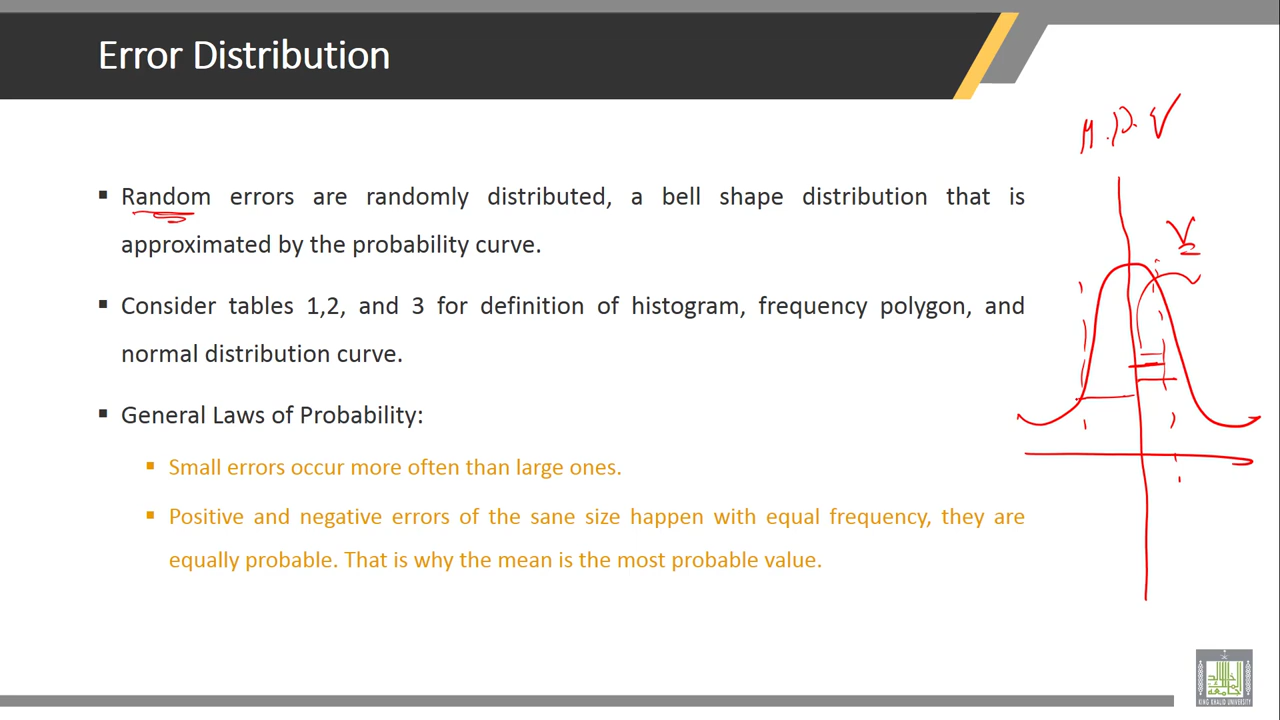 Error Distribution
M.P.V
▪ Random errors are randomly distributed, a bell shape distribution that is
approximated by the probability curve.
V
▪ Consider tables 1,2, and 3 for definition of histogram, frequency polygon, and
normal distribution curve.
▪ General Laws of Probability:
▪ Small errors occur more often than large ones.
▪ Positive and negative errors of the sane size happen with equal frequency, they are
equally probable. That is why the mean is the most probable value.
KING KHALID UNIVERSITY